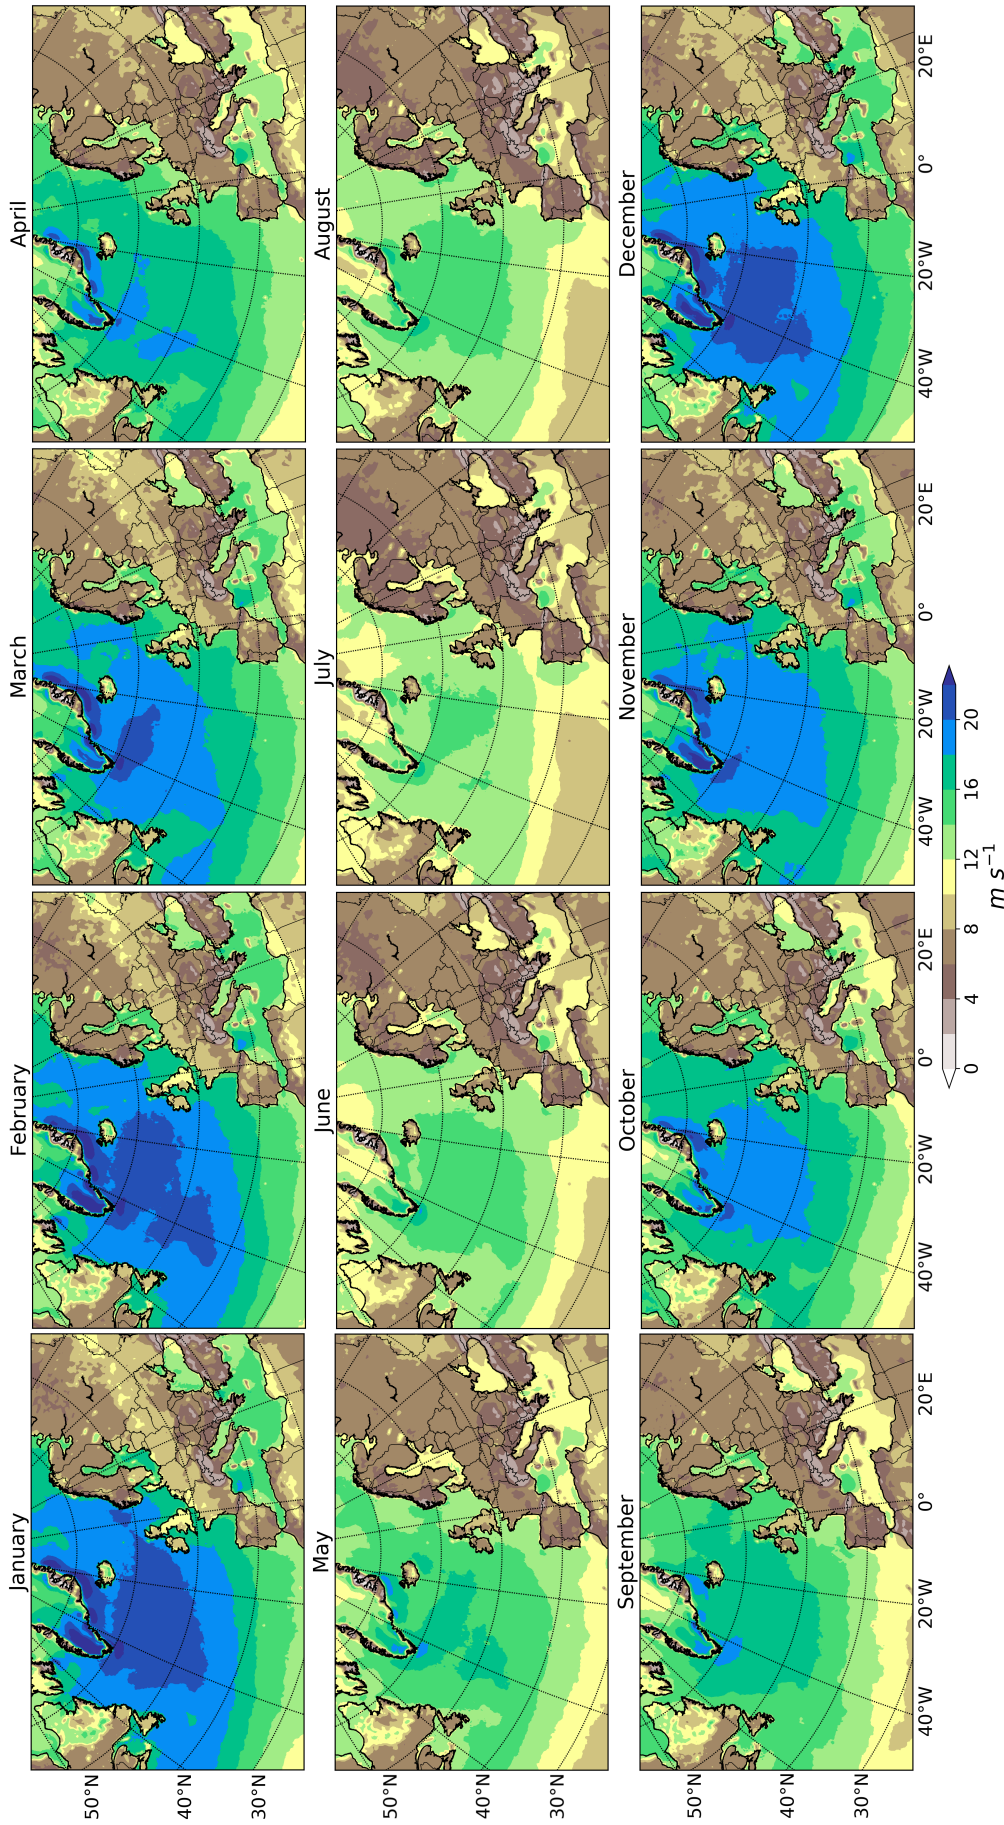 January February March April
50°N
40°N
30°N
May June July August
50°N
40°N
30°N
September October November December
50°N
40°N
30°N
40°W 20°W 0° 20°E 40°W 20°W 0° 20°E 40°W 20°W 0° 20°E 40°W 20°W 0° 20°E
0 4 8 12 16 20
m s⁻¹